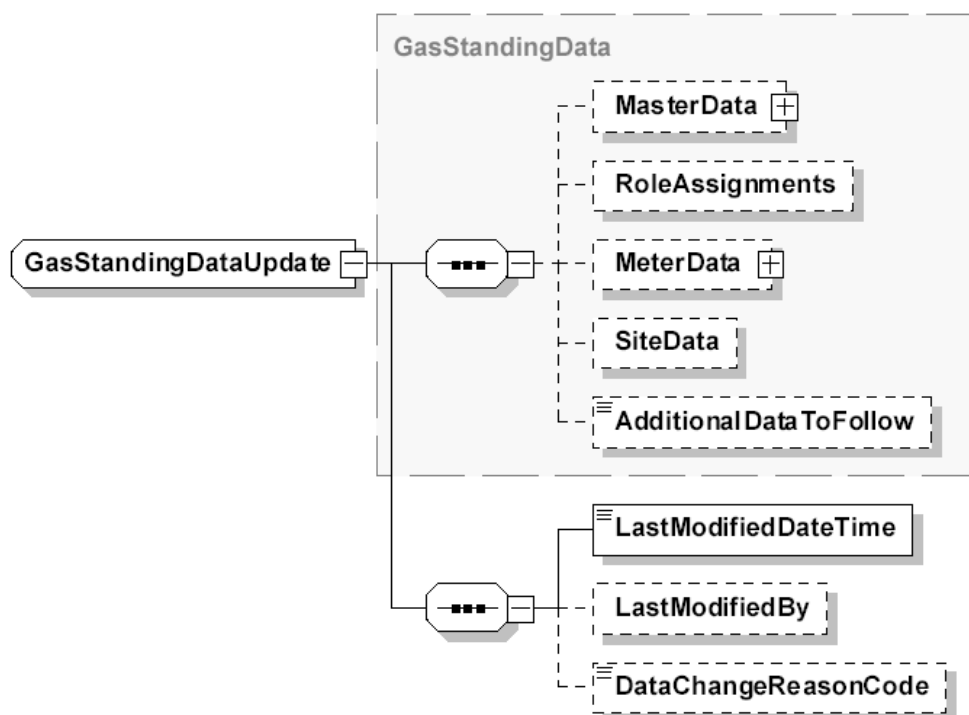 GasStandingData
MasterData
RoleAssignments
GasStandingDataUpdate
MeterData
SiteData
AdditionalDataToFollow
LastModifiedDateTime
LastModifiedBy
DataChangeReasonCode